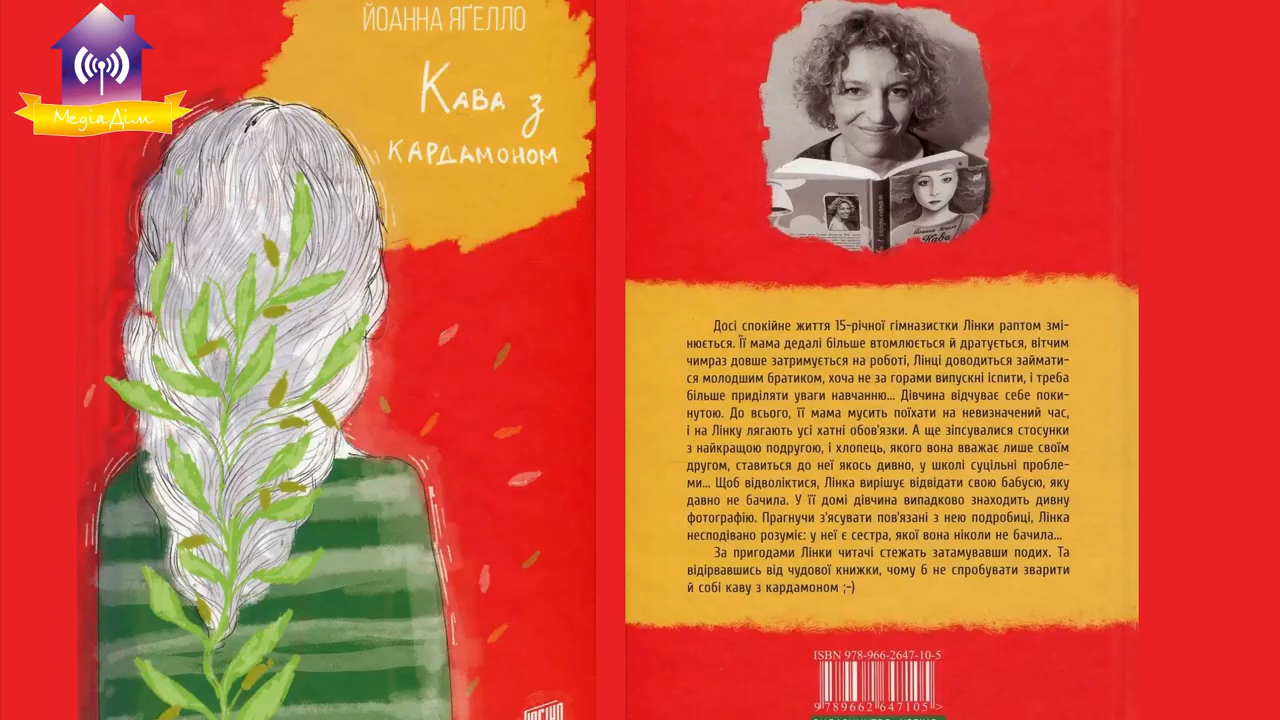 МедіаДім
ЙОАННА ЯҐЕЛЛО
Кава з
кардамоном
Йоанна Ягелло
Кава
Досі спокійне життя 15-річної гімназистки Лінки раптом змі-
нюється. Її мама дедалі більше втомлюється й дратується, вітчим
чимраз довше затримується на роботі, Лінці доводиться займати-
ся молодшим братиком, хоча не за горами випускні іспити, і треба
більше приділяти уваги навчанню... Дівчина відчуває себе поки-
нутою. До всього, її мама мусить поїхати на невизначений час,
і на Лінку лягають усі хатні обов'язки. А ще зіпсувалися стосунки
з найкращою подругою, і хлопець, якого вона вважає лише своїм
другом, ставиться до неї якось дивно, у школі суцільні пробле-
ми... Щоб відволіктися, Лінка вирішує відвідати свою бабусю, яку
давно не бачила. У її домі дівчина випадково знаходить дивну
фотографію. Прагнучи з'ясувати пов'язані з нею подробиці, Лінка
несподівано розуміє: у неї є сестра, якої вона ніколи не бачила...
За пригодами Лінки читачі стежать затамувавши подих. Та
відірвавшись від чудової книжки, чому б не спробувати зварити
й собі каву з кардамоном ;-)
ISBN 978-966-2647-10-5
9 789662 647105 >